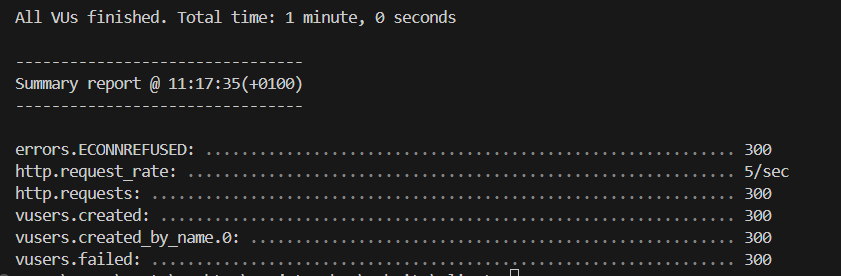 All VUs finished. Total time: 1 minute, 0 seconds
--------------------------------
Summary report @ 11:17:35(+0100)
--------------------------------
errors.ECONNREFUSED: ................................................................ 300
http.request_rate: .................................................................. 5/sec
http.requests: ...................................................................... 300
vusers.created: ..................................................................... 300
vusers.created_by_name.0: ........................................................... 300
vusers.failed: ...................................................................... 300